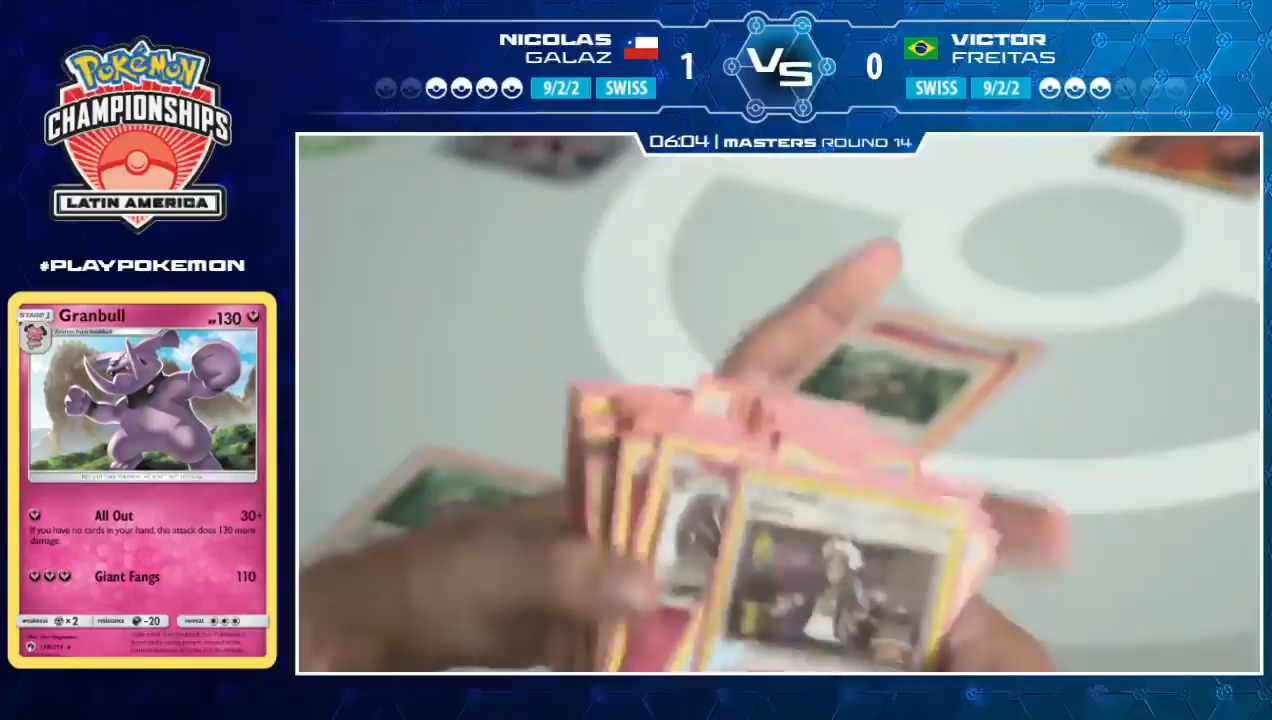 POKéMON
CHAMPIONSHIPS
LATIN AMERICA
#PLAYPOKEMON
NICOLAS
GALAZ
1
VS
0
VICTOR
FREITAS
9/2/2
SWISS
SWISS
9/2/2
06:04 | MASTERS ROUND 14
STAGE 1
Granbull
HP130
Evolves from Snubbull
All Out
30+
If you have no cards in your hand, this attack does 130 more
damage.
Giant Fangs
110
weakness
×2
resistance
-20
retreat
138/214